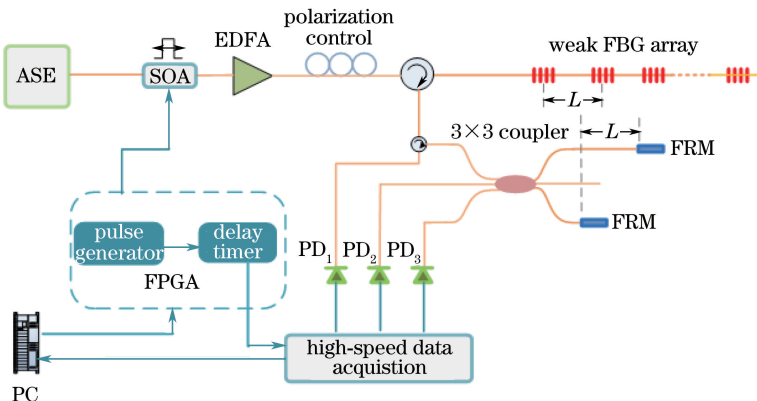 polarization
control
EDFA
ASE
SOA
weak FBG array
L
3×3 coupler
L
FRM
FRM
pulse
generator
delay
timer
FPGA
PD1
PD2
PD3
high-speed data
acquistion
PC